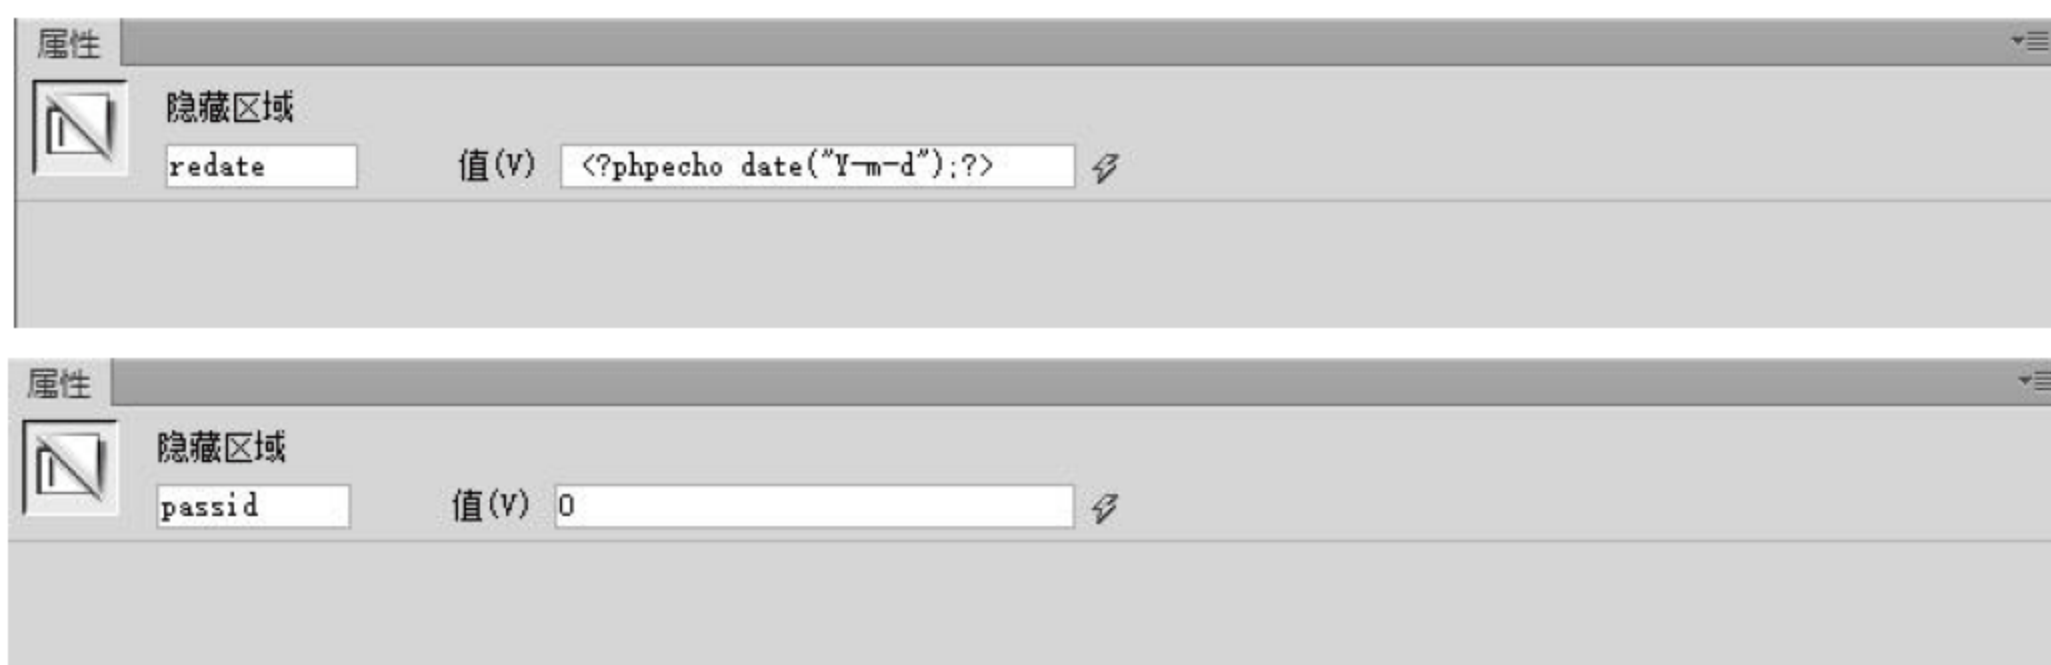 属性
隐藏区域
redate 值(V) <?phpecho date("Y-m-d");?>
属性
隐藏区域
passid 值(V) 0